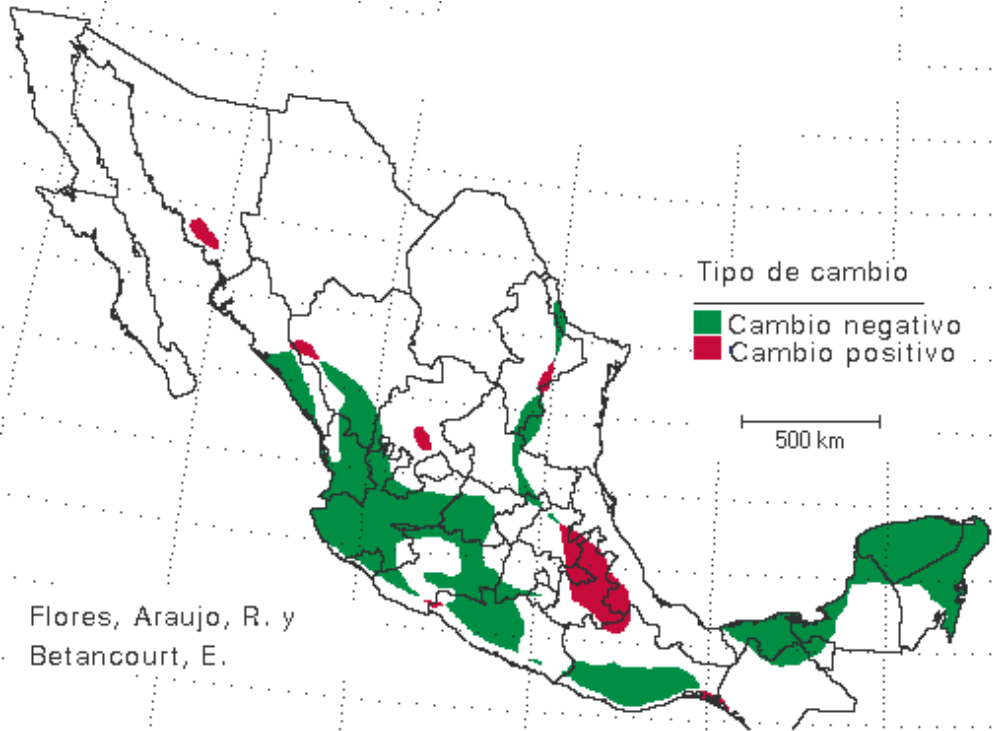 Tipo de cambio
Cambio negativo
Cambio positivo
500 km
Flores, Araujo, R. y
Betancourt, E.